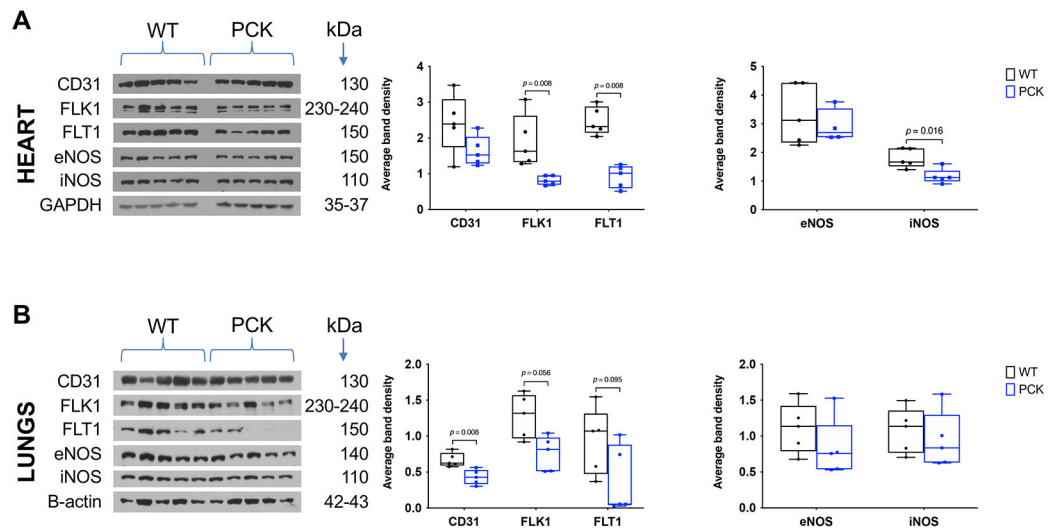 A
WT PCK kDa
HEART
CD31 130
FLK1 230-240
FLT1 150
eNOS 150
iNOS 110
GAPDH 35-37
Average band density
5
4
3
2
1
0
p = 0.008
p = 0.008
CD31 FLK1 FLT1
Average band density
5
4
3
2
1
0
p = 0.016
eNOS iNOS
WT
PCK
B
WT PCK kDa
LUNGS
CD31 130
FLK1 230-240
FLT1 150
eNOS 140
iNOS 110
B-actin 42-43
Average band density
2.0
1.5
1.0
0.5
0.0
p = 0.008
p = 0.056
p = 0.095
CD31 FLK1 FLT1
Average band density
2.0
1.5
1.0
0.5
0.0
eNOS iNOS
WT
PCK